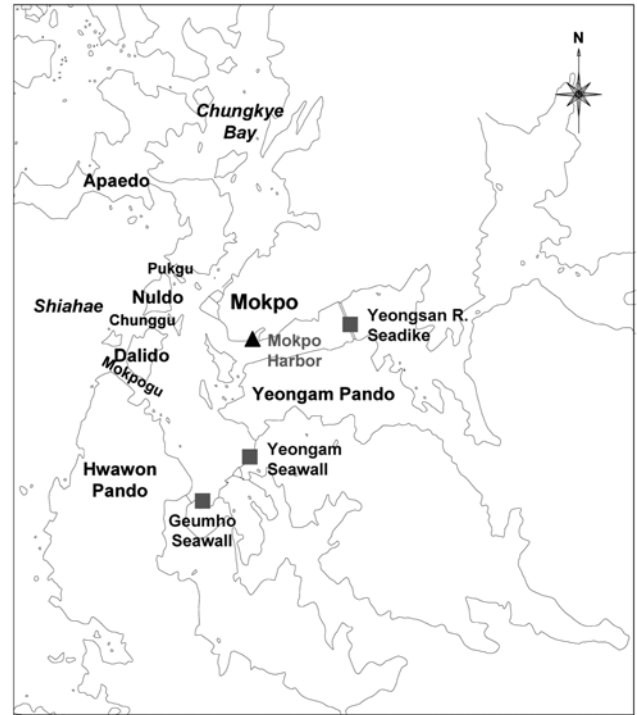 N
Chungkye
Bay
Apaedo
Pukgu
Nuldo
Shiahae
Chunggu
Mokpo
Yeongsan R.
Seadike
Mokpo
Harbor
Dalido
Mokpogu
Yeongam Pando
Yeongam
Seawall
Hwawon
Pando
Geumho
Seawall